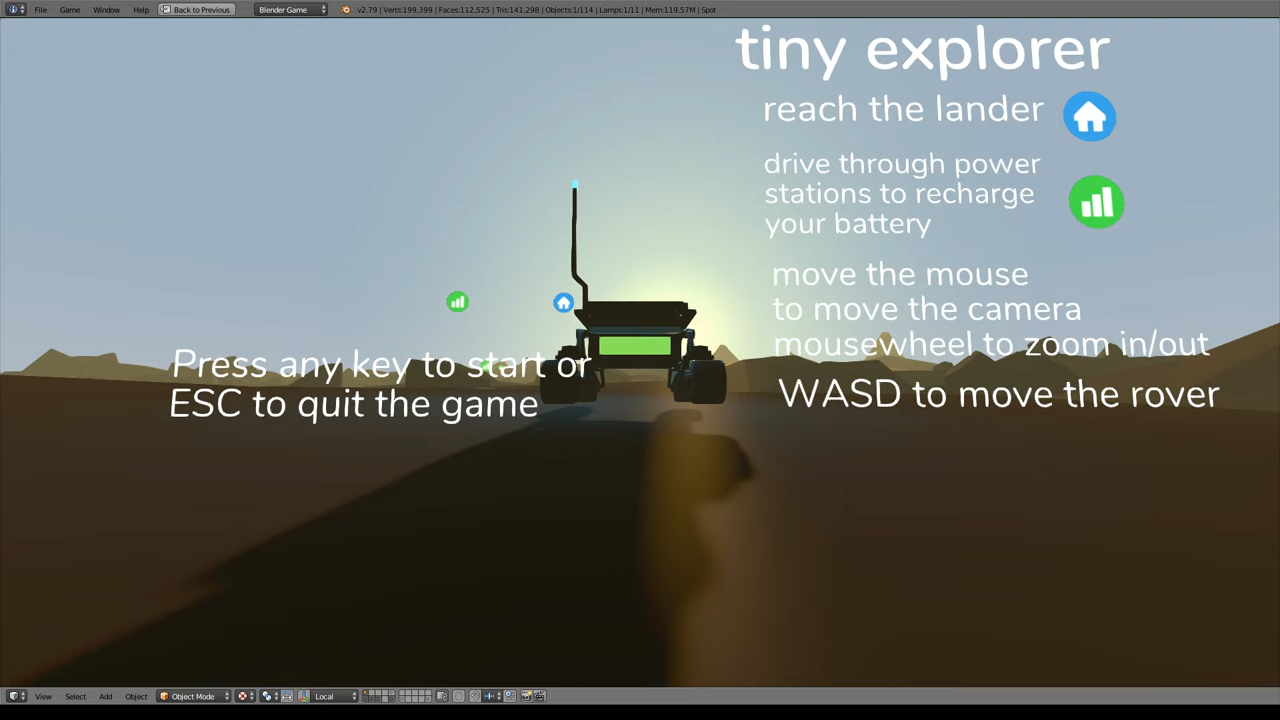 File Game Window Help Back to Previous Blender Game v2.79 | Verts:199,399 | Faces:112,525 | Tris:141,298 | Objects:1/114 | Lamps:1/11 | Mem:119.57M | Spot
tiny explorer
reach the lander
drive through power
stations to recharge
your battery
move the mouse
to move the camera
mousewheel to zoom in/out
WASD to move the rover
Press any key to start or
ESC to quit the game
View Select Add Object Object Mode Local